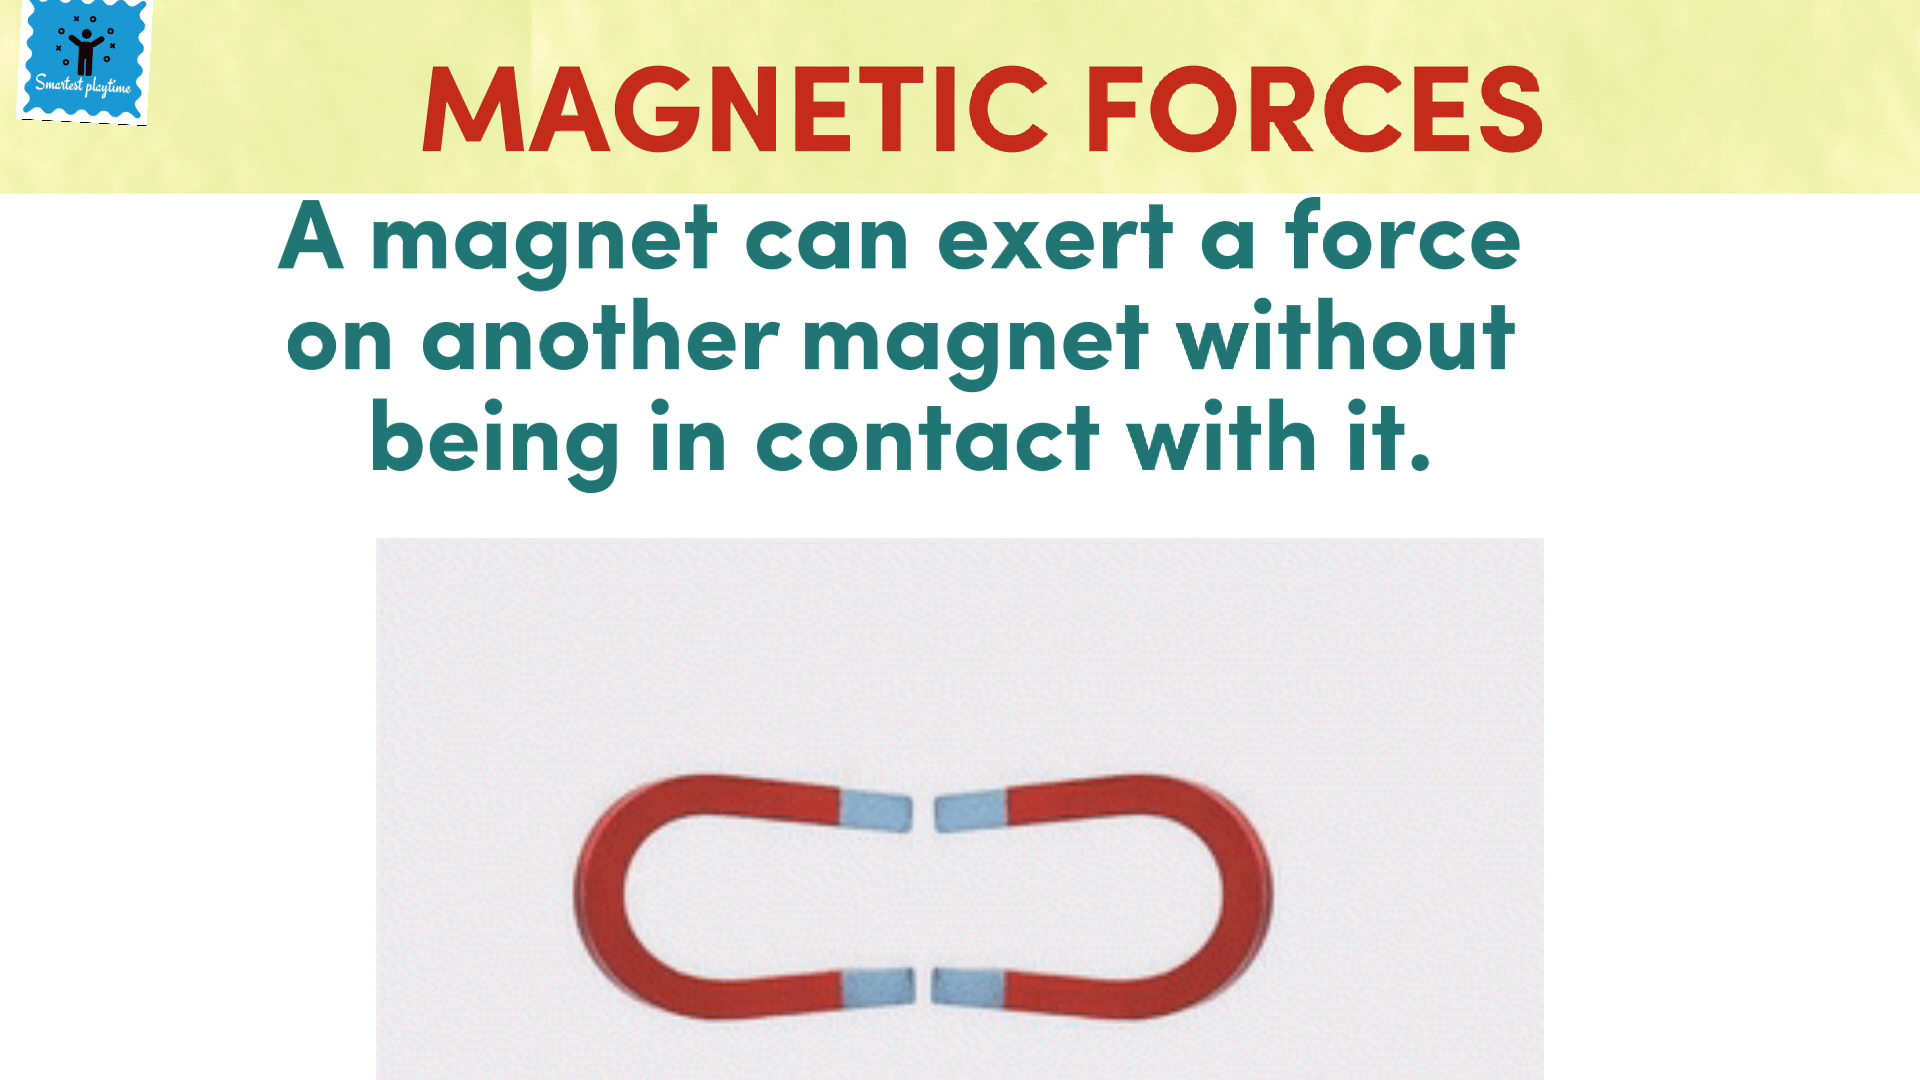 Smartest playtime
MAGNETIC FORCES
A magnet can exert a force
on another magnet without
being in contact with it.